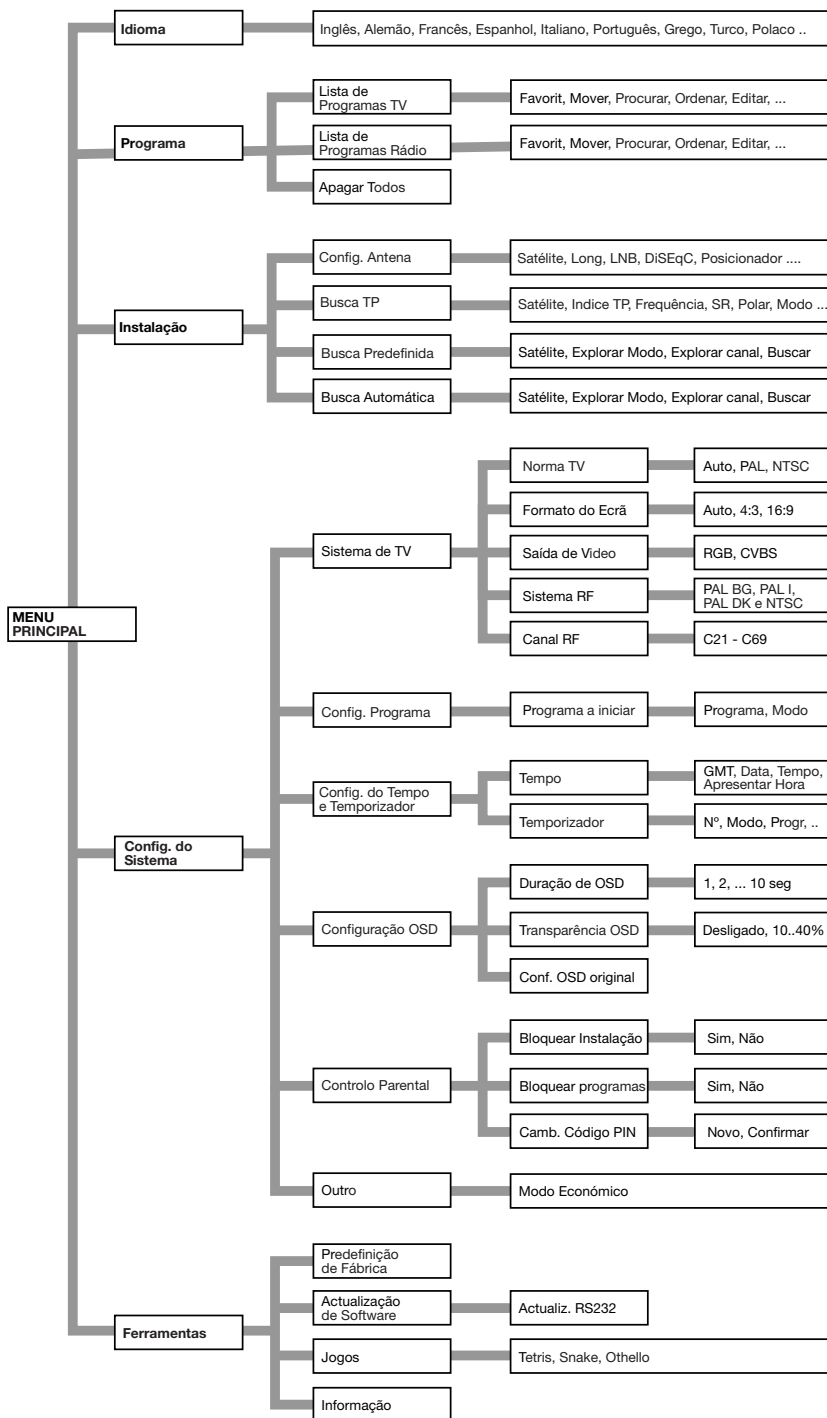 Idioma
Inglês, Alemão, Francês, Espanhol, Italiano, Português, Grego, Turco, Polaco ..
Programa
Lista de
Programas TV
Favorit, Mover, Procurar, Ordenar, Editar, ...
Lista de
Programas Rádio
Favorit, Mover, Procurar, Ordenar, Editar, ...
Apagar Todos
Instalação
Config. Antena
Satélite, Long, LNB, DiSEqC, Posicionador ....
Busca TP
Satélite, Indice TP, Frequência, SR, Polar, Modo ...
Busca Predefinida
Satélite, Explorar Modo, Explorar canal, Buscar
Busca Automática
Satélite, Explorar Modo, Explorar canal, Buscar
MENU
PRINCIPAL
Config. do
Sistema
Sistema de TV
Norma TV
Auto, PAL, NTSC
Formato do Ecrã
Auto, 4:3, 16:9
Saída de Video
RGB, CVBS
Sistema RF
PAL BG, PAL I,
PAL DK e NTSC
Canal RF
C21 - C69
Config. Programa
Programa a iniciar
Programa, Modo
Config. do Tempo
e Temporizador
Tempo
GMT, Data, Tempo,
Apresentar Hora
Temporizador
Nº, Modo, Progr, ..
Configuração OSD
Duração de OSD
1, 2, ... 10 seg
Transparência OSD
Desligado, 10..40%
Conf. OSD original
Controlo Parental
Bloquear Instalação
Sim, Não
Bloquear programas
Sim, Não
Camb. Código PIN
Novo, Confirmar
Outro
Modo Económico
Ferramentas
Predefinição
de Fábrica
Actualização
de Software
Actualiz. RS232
Jogos
Tetris, Snake, Othello
Informação